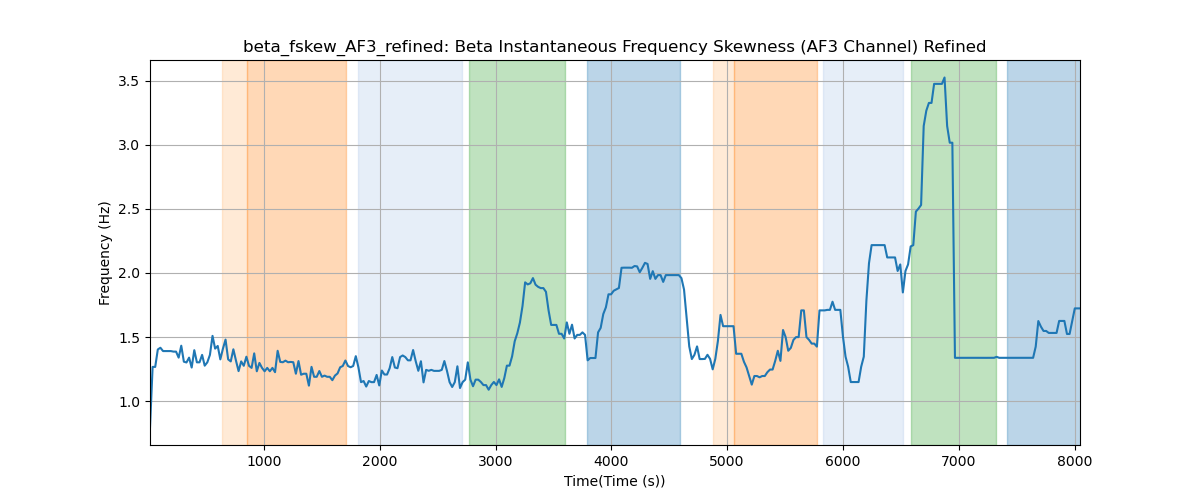 beta_fskew_AF3_refined: Beta Instantaneous Frequency Skewness (AF3 Channel) Refined
3.5
3.0
2.5
2.0
1.5
1.0
Frequency (Hz)
1000 2000 3000 4000 5000 6000 7000 8000
Time(Time (s))